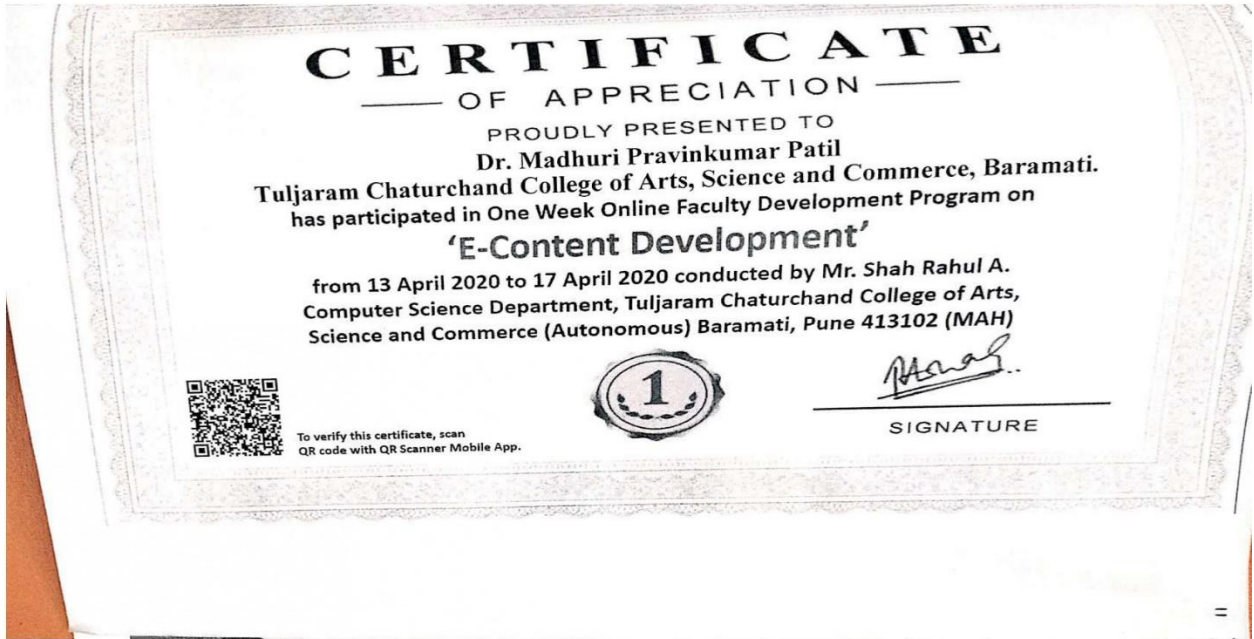 CERTIFICATE
OF APPRECIATION
PROUDLY PRESENTED TO
Dr. Madhuri Pravinkumar Patil
Tuljaram Chaturchand College of Arts, Science and Commerce, Baramati.
has participated in One Week Online Faculty Development Program on
‘E-Content Development’
from 13 April 2020 to 17 April 2020 conducted by Mr. Shah Rahul A.
Computer Science Department, Tuljaram Chaturchand College of Arts,
Science and Commerce (Autonomous) Baramati, Pune 413102 (MAH)
1
To verify this certificate, scan
QR code with QR Scanner Mobile App.
SIGNATURE
=